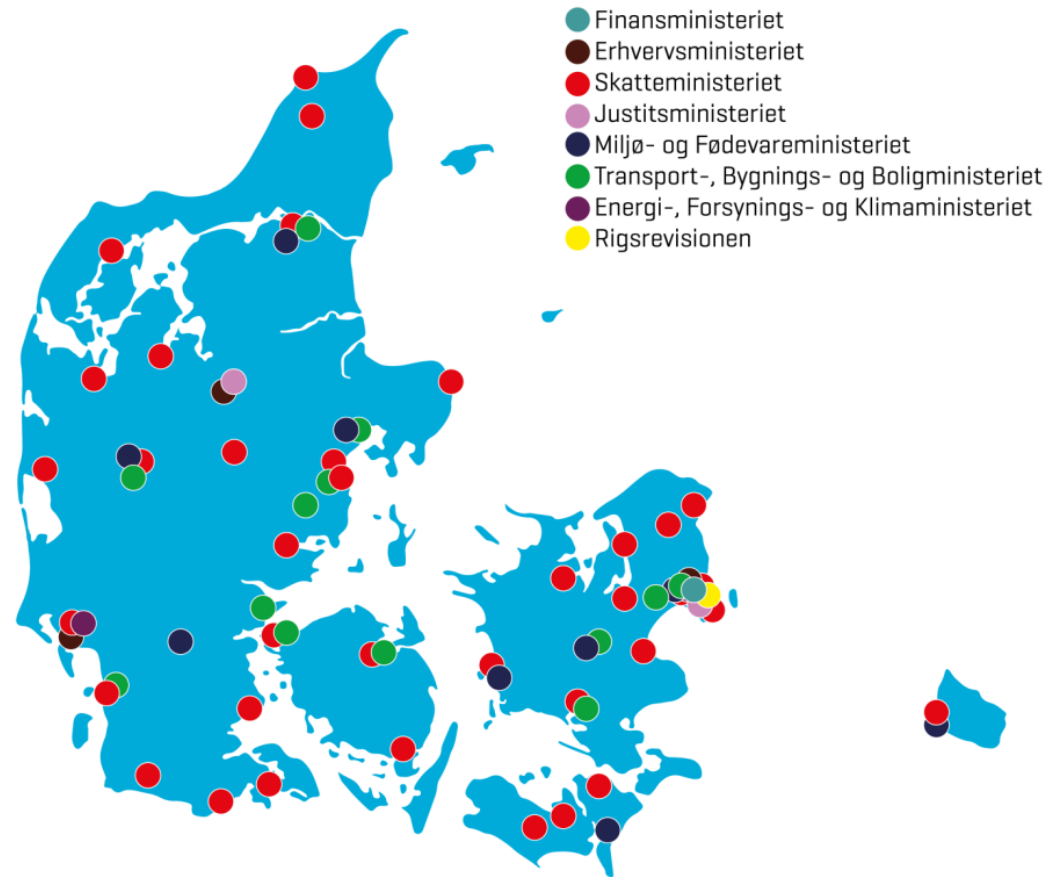 Finansministeriet
Erhvervsministeriet
Skatteministeriet
Justitsministeriet
Miljø- og Fødevareministeriet
Transport-, Bygnings- og Boligministeriet
Energi-, Forsynings- og Klimaministeriet
Rigsrevisionen